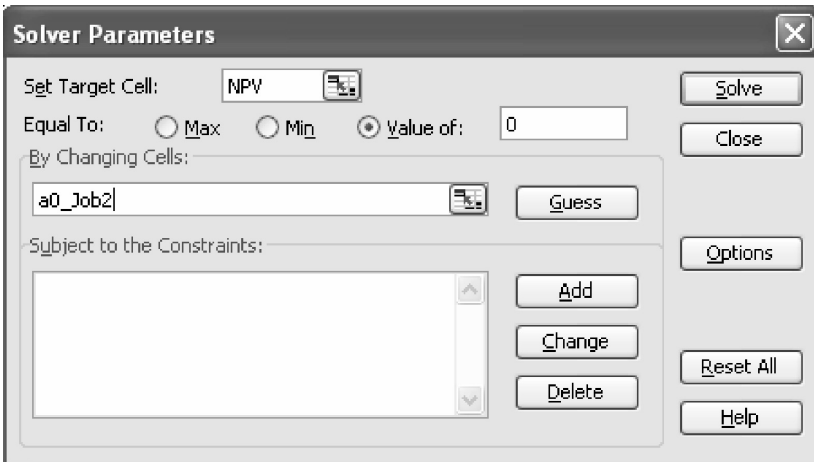 Solver Parameters
Set Target Cell: NPV Solve
Equal To: Max Min Value of: 0 Close
By Changing Cells:
a0_Job2 Guess
Subject to the Constraints: Options
Add
Change
Reset All
Delete
Help